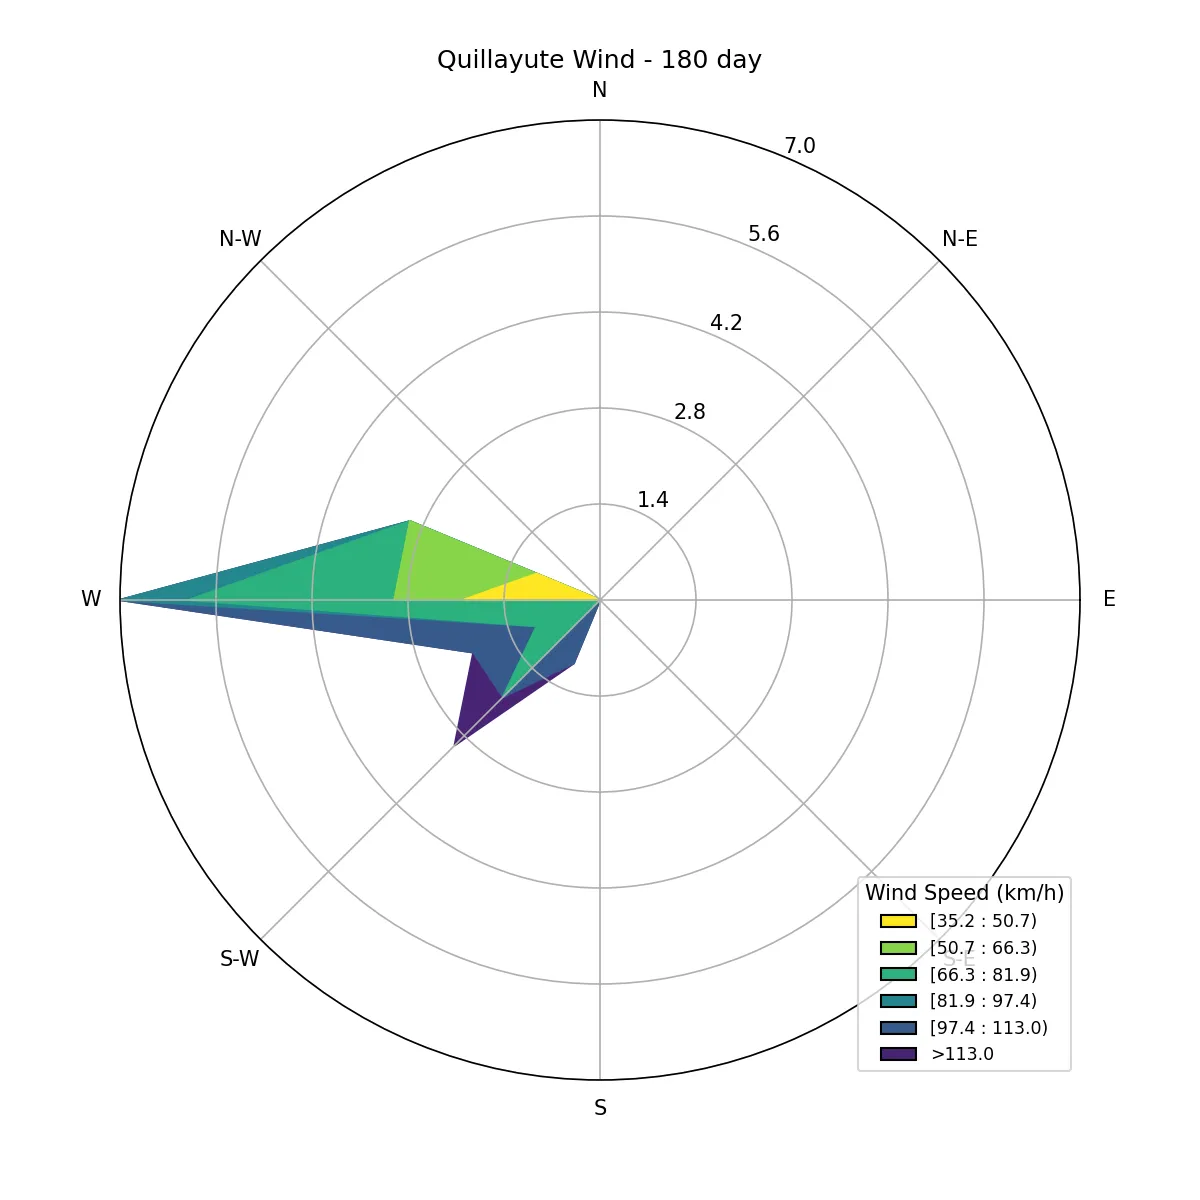 Quillayute Wind - 180 day
N
7.0
N-W
N-E
5.6
4.2
2.8
1.4
W
E
S-W
S-E
S
Wind Speed (km/h)
[35.2 : 50.7)
[50.7 : 66.3)
[66.3 : 81.9)
[81.9 : 97.4)
[97.4 : 113.0)
>113.0